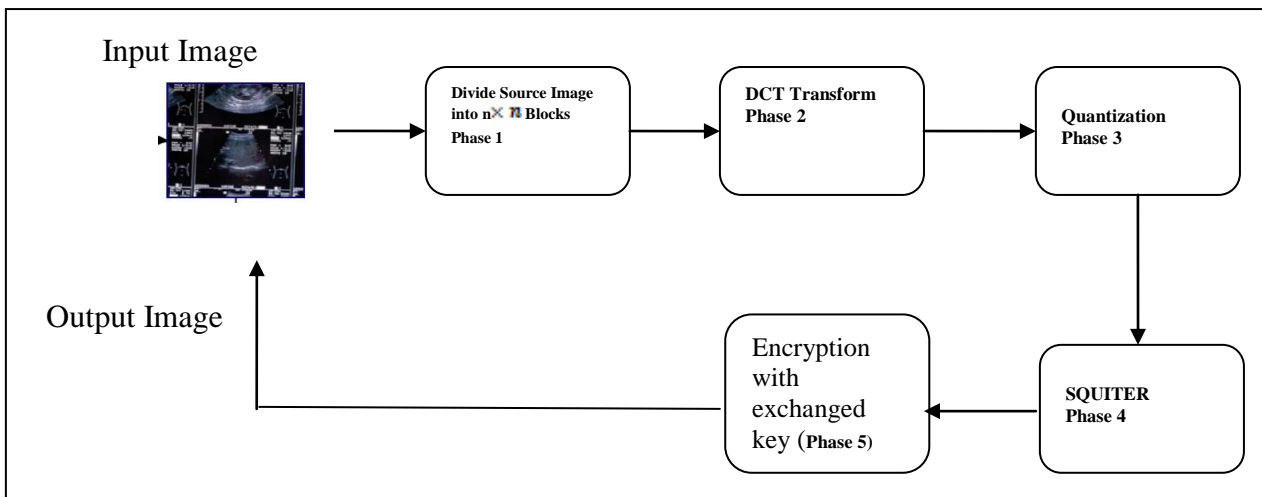 Input Image
Divide Source Image
into n× n Blocks
Phase 1
DCT Transform
Phase 2
Quantization
Phase 3
Output Image
Encryption
with
exchanged
key (Phase 5)
SQUITER
Phase 4